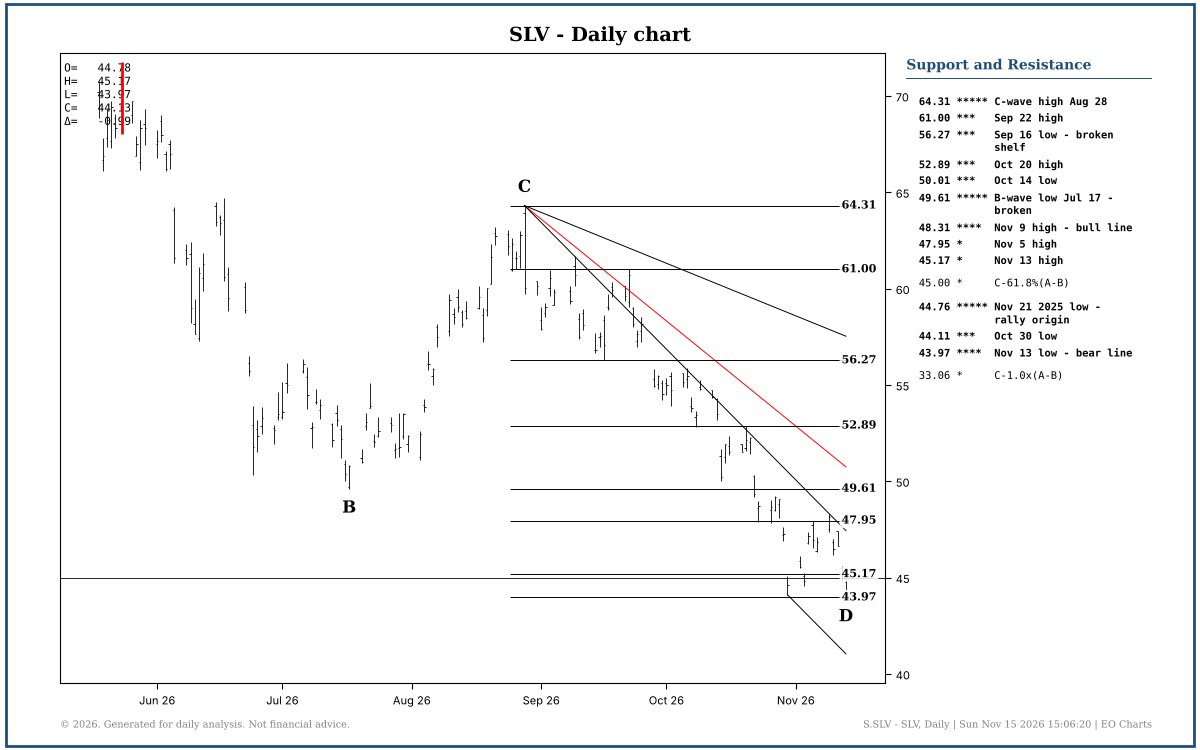 SLV - Daily chart
O= 44.78
H= 45.17
L= 43.97
C= 44.13
Δ= -0.99
C
B
D
64.31
61.00
56.27
52.89
49.61
47.95
45.17
43.97
70
65
60
55
50
45
40
Jun 26
Jul 26
Aug 26
Sep 26
Oct 26
Nov 26
Support and Resistance
64.31 ***** C-wave high Aug 28
61.00 *** Sep 22 high
56.27 *** Sep 16 low - broken
shelf
52.89 *** Oct 20 high
50.01 *** Oct 14 low
49.61 ***** B-wave low Jul 17 -
broken
48.31 **** Nov 9 high - bull line
47.95 * Nov 5 high
45.17 * Nov 13 high
45.00 * C-61.8%(A-B)
44.76 ***** Nov 21 2025 low -
rally origin
44.11 *** Oct 30 low
43.97 **** Nov 13 low - bear line
33.06 * C-1.0x(A-B)
© 2026. Generated for daily analysis. Not financial advice.
S.SLV - SLV, Daily | Sun Nov 15 2026 15:06:20 | EO Charts